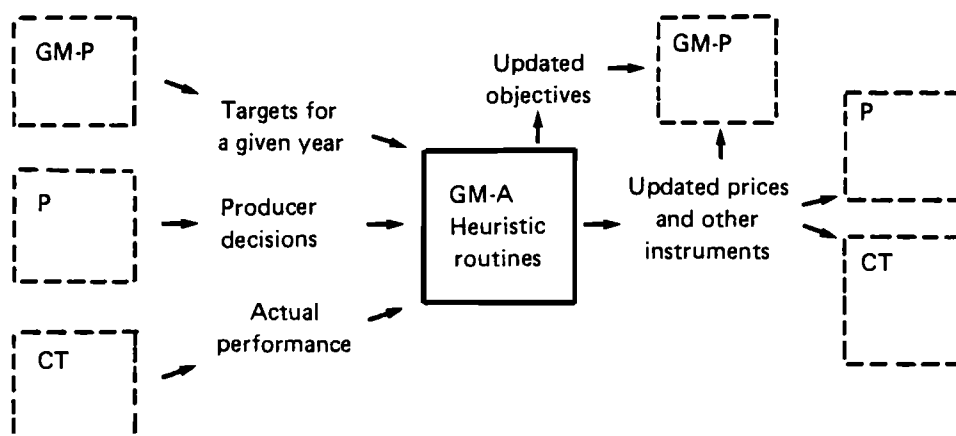 GM-P
Targets for
a given year
P
Producer
decisions
CT
Actual
performance
GM-A
Heuristic
routines
Updated
objectives
GM-P
Updated prices
and other
instruments
P
CT